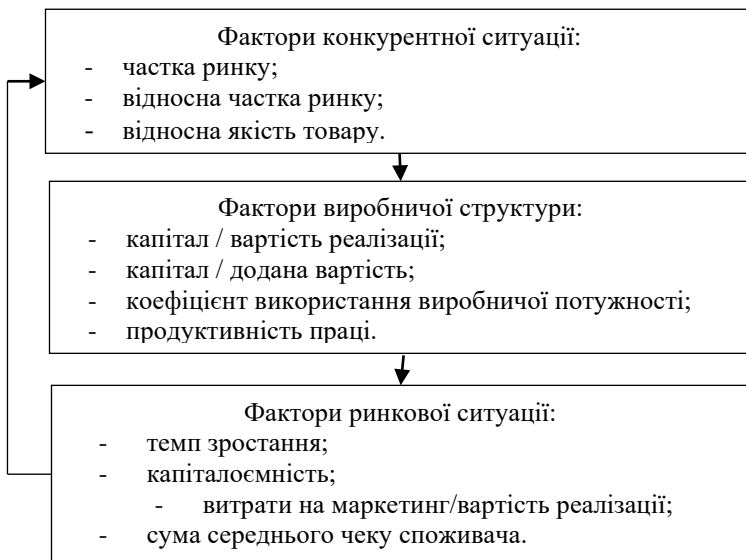 Фактори конкурентної ситуації:
- частка ринку;
- відносна частка ринку;
- відносна якість товару.
Фактори виробничої структури:
- капітал / вартість реалізації;
- капітал / додана вартість;
- коефіцієнт використання виробничої потужності;
- продуктивність праці.
Фактори ринкової ситуації:
- темп зростання;
- капіталоємність;
- витрати на маркетинг/вартість реалізації;
- сума середнього чеку споживача.